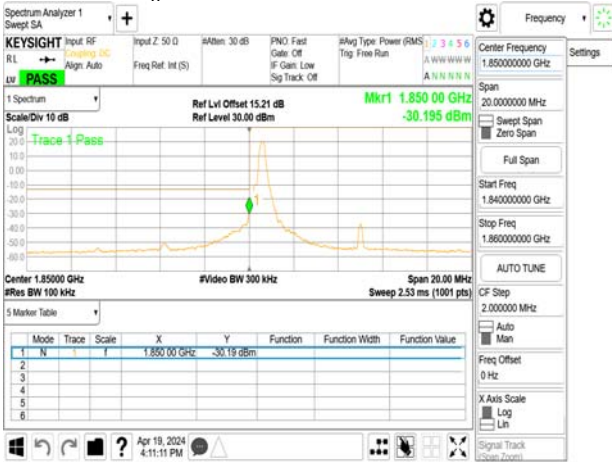 Spectrum Analyzer 1
Swept SA
Frequency
KEYSIGHT Input: RF Input Z: 50 Ω #Atten: 30 dB PNO: Fast #Avg Type: Power (RMS 1 2 3 4 5 6
RL Coupling: DC Gate: Off Trig: Free Run A WW WW W
Align: Auto Freq Ref: Int (S) IF Gain: Low
LW PASS Sig Track: Off A N N N N N
Center Frequency
1.850000000 GHz
Settings
Span
20.0000000 MHz
Swept Span
Zero Span
Full Span
Start Freq
1.840000000 GHz
Stop Freq
1.860000000 GHz
AUTO TUNE
CF Step
2.000000 MHz
Auto
Man
Freq Offset
0 Hz
X Axis Scale
Log
Lin
Signal Track
(Span Zoom)
1 Spectrum
Ref Lvl Offset 15.21 dB
Mkr1 1.850 00 GHz
Scale/Div 10 dB
Ref Level 30.00 dBm
-30.195 dBm
Log
Trace 1 Pass
20.0
10.0
0.00
-10.0
-20.0
-30.0
-40.0
-50.0
-60.0
1
Center 1.85000 GHz #Video BW 300 kHz Span 20.00 MHz
#Res BW 100 kHz Sweep 2.53 ms (1001 pts)
5 Marker Table
Mode Trace Scale X Y Function Function Width Function Value
1 N 1 f 1.850 00 GHz -30.19 dBm
2
3
4
5
6
?
Apr 19, 2024
4:11:11 PM